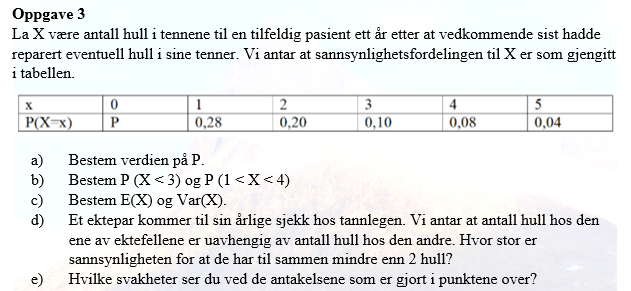 Oppgave 3
La X være antall hull i tennene til en tilfeldig pasient ett år etter at vedkommende sist hadde
reparert eventuell hull i sine tenner. Vi antar at sannsynlighetsfordelingen til X er som gjengitt
i tabellen.
x 0 1 2 3 4 5
P(X=x) P 0,28 0,20 0,10 0,08 0,04
a) Bestem verdien på P.
b) Bestem P (X < 3) og P (1 < X < 4)
c) Bestem E(X) og Var(X).
d) Et ektepar kommer til sin årlige sjekk hos tannlegen. Vi antar at antall hull hos den
ene av ektefellene er uavhengig av antall hull hos den andre. Hvor stor er
sannsynligheten for at de har til sammen mindre enn 2 hull?
e) Hvilke svakheter ser du ved de antakelsene som er gjort i punktene over?